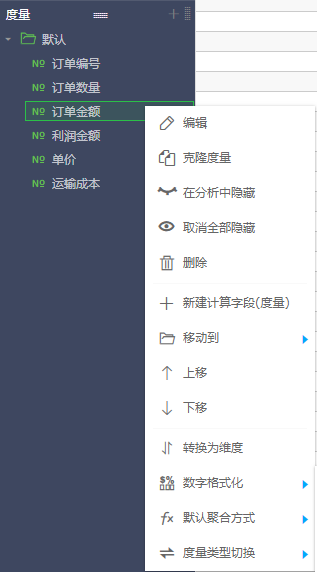 度量
默认
Nº 订单编号
Nº 订单数量
Nº 订单金额
Nº 利润金额
Nº 单价
Nº 运输成本
编辑
克隆度量
在分析中隐藏
取消全部隐藏
删除
新建计算字段(度量)
移动到
上移
下移
转换为维度
数字格式化
默认聚合方式
度量类型切换